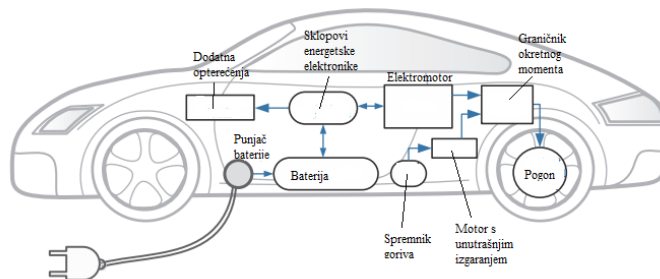 Sklopovi
energetske
elektronike
Graničnik
okretnog
momenta
Dodatna
opterećenja
Elektromotor
Punjač
baterije
Baterija
Pogon
Spremnik
goriva
Motor s
unutrašnjim
izgaranjem